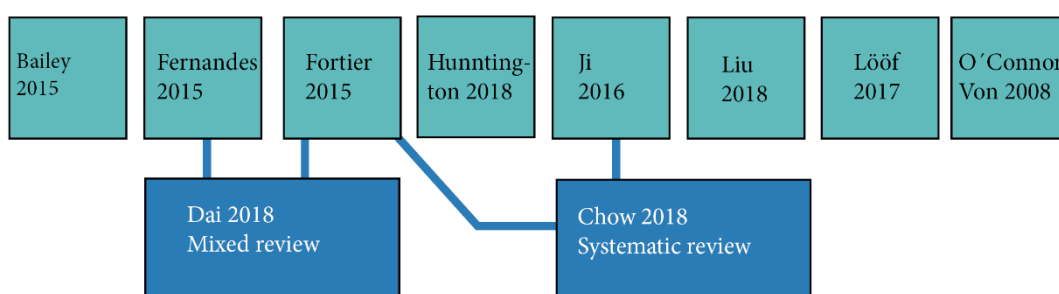 Bailey
2015
Fernandes
2015
Fortier
2015
Hunnting-
ton 2018
Ji
2016
Liu
2018
Lööf
2017
O´Connor
Von 2008
Dai 2018
Mixed review
Chow 2018
Systematic review